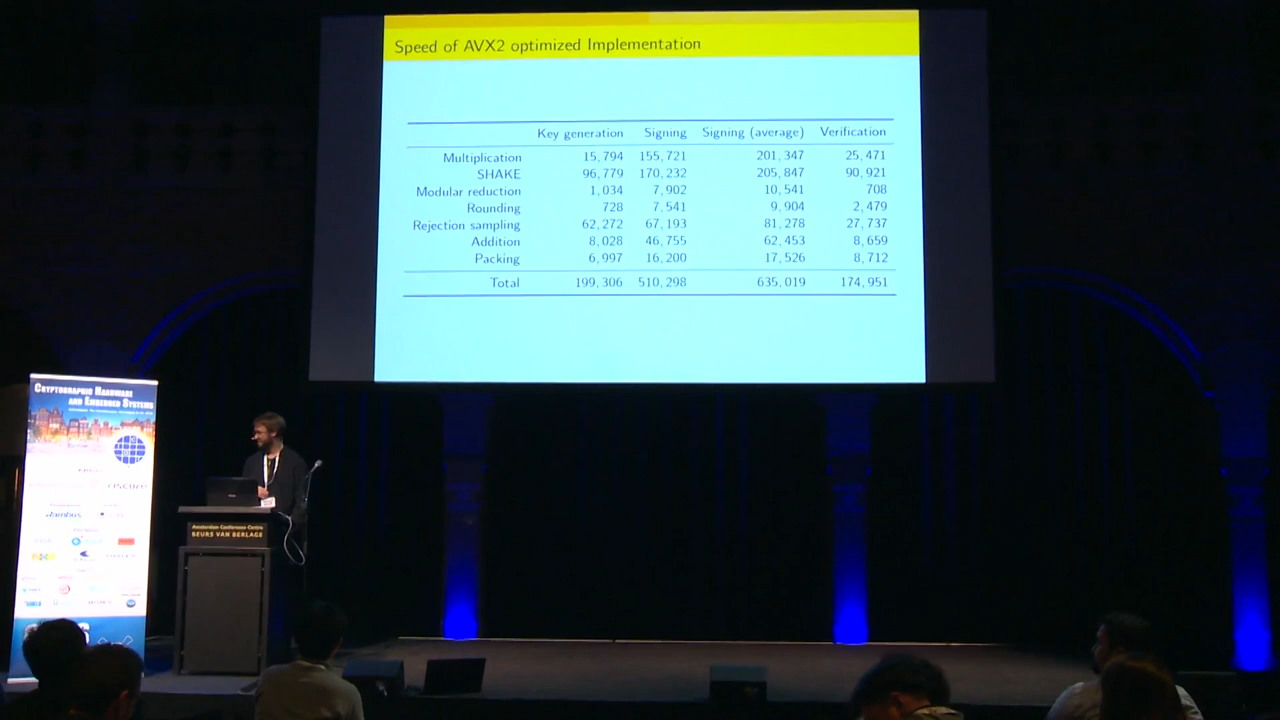 Speed of AVX2 optimized Implementation
Key generation Signing Signing (average) Verification
Multiplication 15, 794 155, 721 201, 347 25, 471
SHAKE 96, 779 170, 232 205, 847 90, 921
Modular reduction 1, 034 7, 902 10, 541 708
Rounding 728 7, 541 9, 904 2, 479
Rejection sampling 62, 272 67, 193 81, 278 27, 737
Addition 8, 028 46, 755 62, 453 8, 659
Packing 6, 997 16, 200 17, 526 8, 712
Total 199, 306 510, 298 635, 019 174, 951
CRYPTOGRAPHIC HARDWARE
AND EMBEDDED SYSTEMS
riscure
Rambus
Amsterdam Conference Centre
BEURS VAN BERLAGE